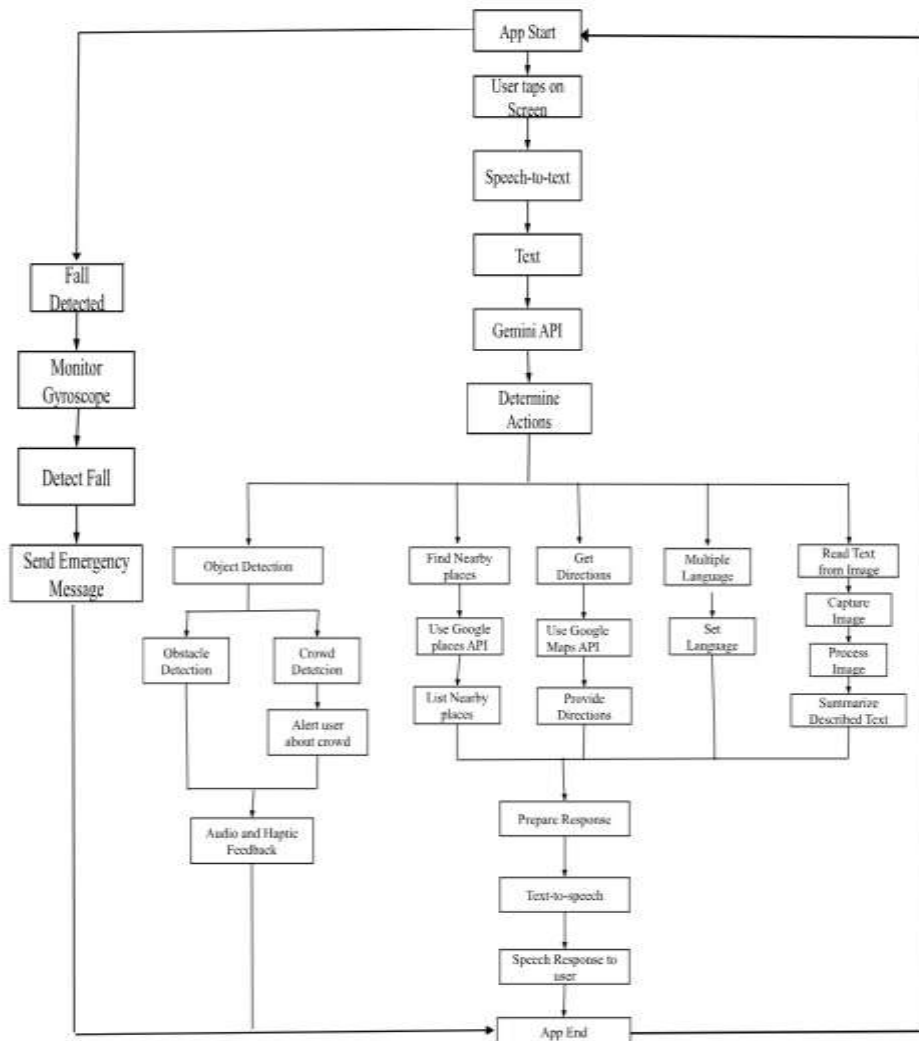 App Start
User taps on
Screen
Speech-to-text
Text
Gemini API
Determine
Actions
Fall
Detected
Monitor
Gyroscope
Detect Fall
Send Emergency
Message
Object Detection
Obstacle
Detection
Crowd
Detetcion
Alert user
about crowd
Audio and Haptic
Feedback
Find Nearby
places
Use Google
places API
List Nearby
places
Get
Directions
Use Google
Maps API
Provide
Directions
Multiple
Language
Set
Language
Read Text
from Image
Capture
Image
Process
Image
Summarize
Described Text
Prepare Response
Text-to-speech
Speech Response to
user
App End